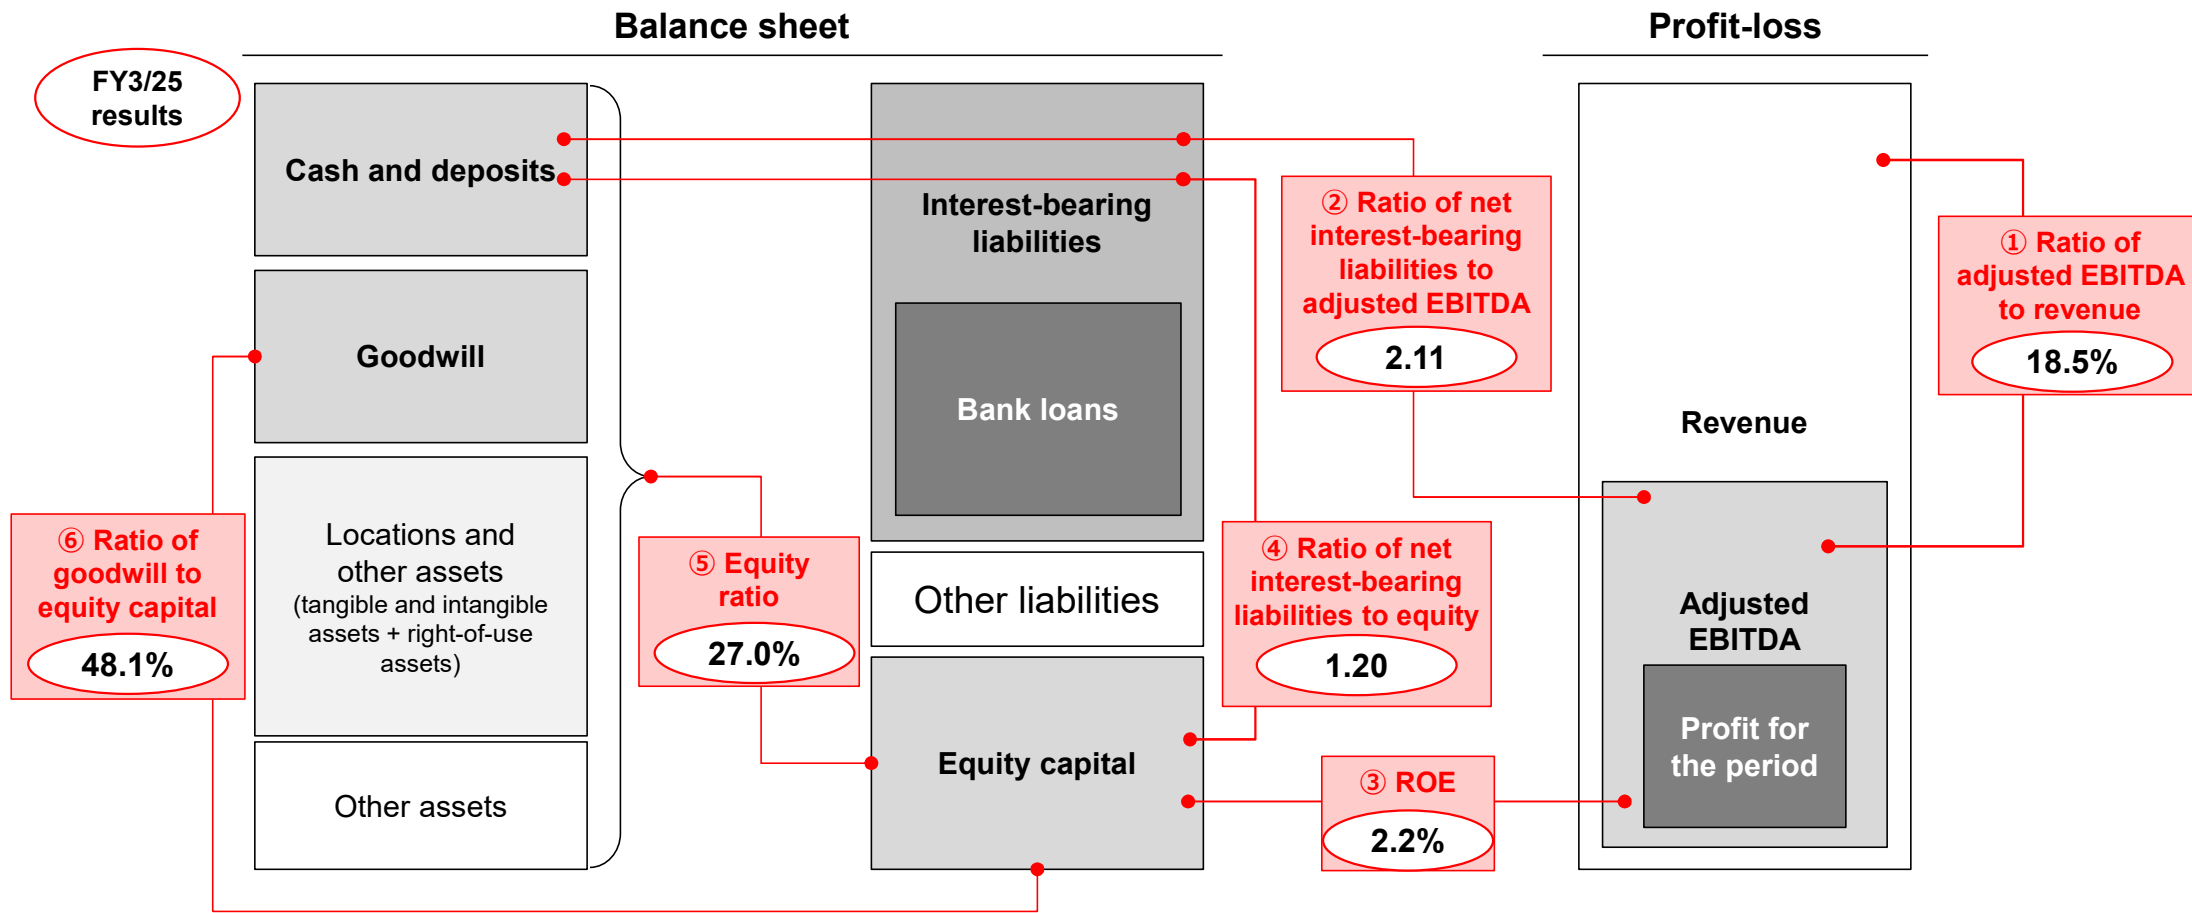 Balance sheet
Profit-loss
FY3/25
results
Cash and deposits
Goodwill
Locations and
other assets
(tangible and intangible
assets + right-of-use
assets)
Other assets
Interest-bearing
liabilities
Bank loans
Other liabilities
Equity capital
Revenue
Adjusted
EBITDA
Profit for
the period
① Ratio of
adjusted EBITDA
to revenue
18.5%
② Ratio of net
interest-bearing
liabilities to
adjusted EBITDA
2.11
③ ROE
2.2%
④ Ratio of net
interest-bearing
liabilities to equity
1.20
⑤ Equity
ratio
27.0%
⑥ Ratio of
goodwill to
equity capital
48.1%